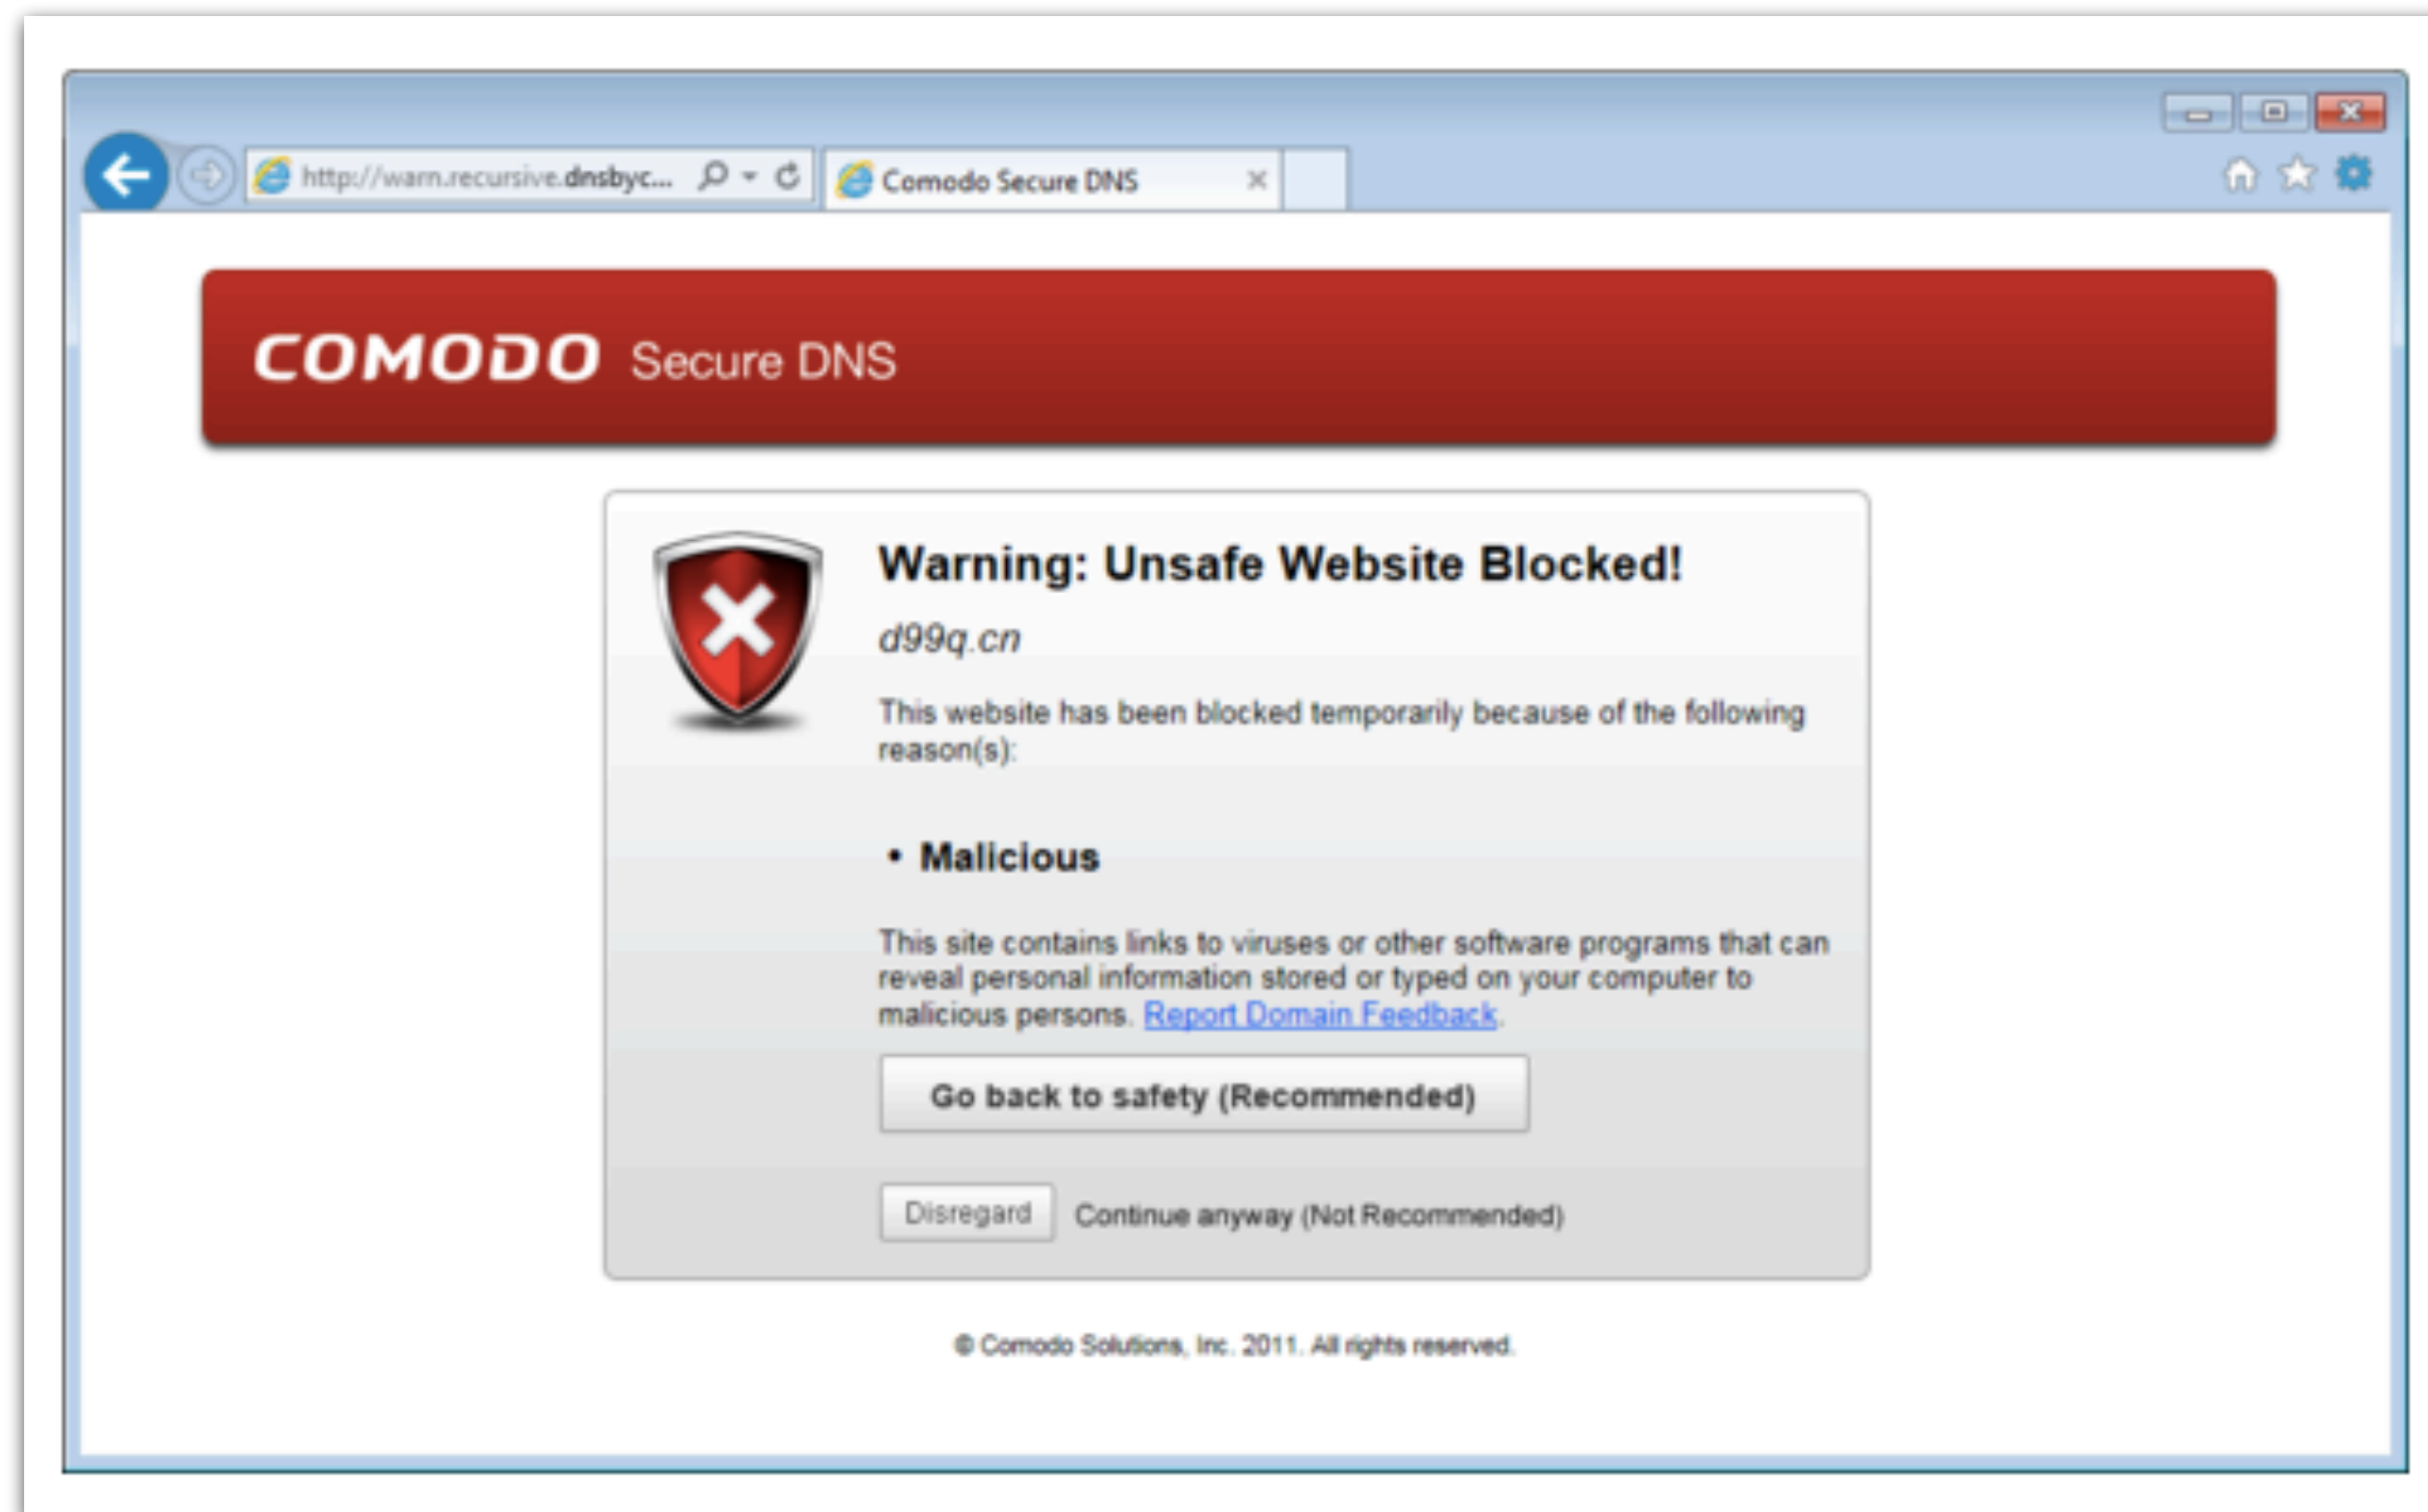 http://warn.recursive.dnsbyc...
Comodo Secure DNS
COMODO Secure DNS
Warning: Unsafe Website Blocked!
d99q.cn
This website has been blocked temporarily because of the following
reason(s):
• Malicious
This site contains links to viruses or other software programs that can
reveal personal information stored or typed on your computer to
malicious persons. Report Domain Feedback.
Go back to safety (Recommended)
Disregard Continue anyway (Not Recommended)
© Comodo Solutions, Inc. 2011. All rights reserved.